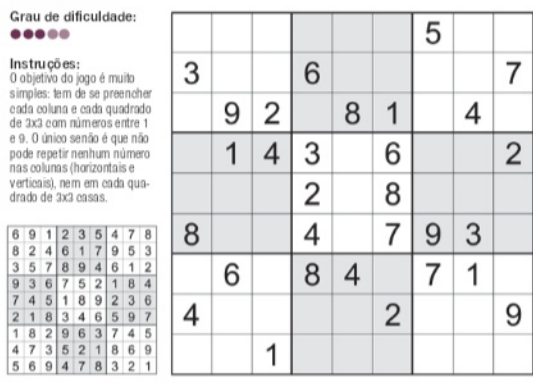 Grau de dificuldade:
Instruções:
O objetivo do jogo é muito
simples: tem de se preencher
cada coluna e cada quadrado
de 3x3 com números entre 1
e 9. O único senão é que não
pode repetir nenhum número
nas colunas (horizontais e
verticais), nem em cada qua-
drado de 3x3 casas.
6 9 1 2 3 5 4 7 8
8 2 4 6 1 7 9 5 3
3 5 7 8 9 4 6 1 2
9 3 6 7 5 2 1 8 4
7 4 5 1 8 9 2 3 6
2 1 8 3 4 6 5 9 7
1 8 2 9 6 3 7 4 5
4 7 3 5 2 1 8 6 9
5 6 9 4 7 8 3 2 1
5
3 6 7
9 2 8 1 4
1 4 3 6 2
2 8
8 4 7 9 3
6 8 4 7 1
4 2 9
1